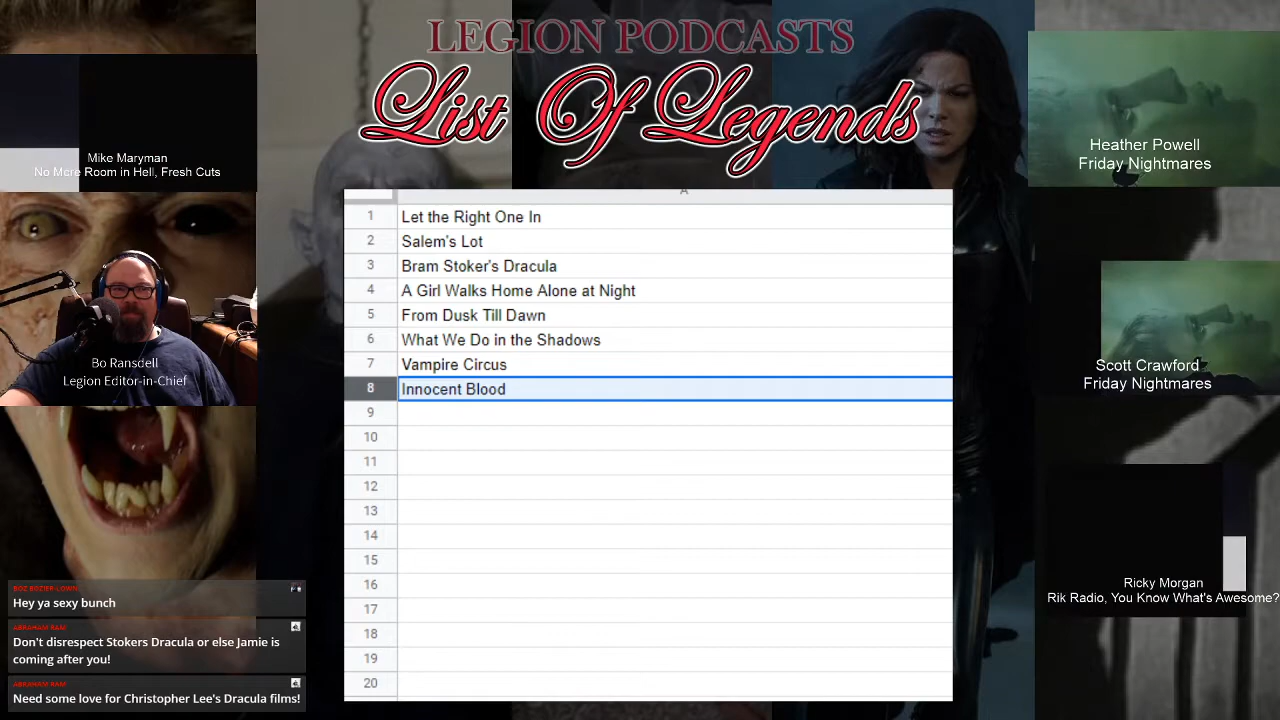 LEGION PODCASTS
List Of Legends
Mike Maryman
No More Room in Hell, Fresh Cuts
Heather Powell
Friday Nightmares
A
1 Let the Right One In
2 Salem's Lot
3 Bram Stoker's Dracula
4 A Girl Walks Home Alone at Night
5 From Dusk Till Dawn
6 What We Do in the Shadows
7 Vampire Circus
8 Innocent Blood
9
10
11
12
13
14
15
16
17
18
19
20
Bo Ransdell
Legion Editor-in-Chief
Scott Crawford
Friday Nightmares
Ricky Morgan
Rik Radio, You Know What's Awesome?
Hey ya sexy bunch
ABRAHAM RAM
Don't disrespect Stokers Dracula or else Jamie is
coming after you!
ABRAHAM RAM
Need some love for Christopher Lee's Dracula films!